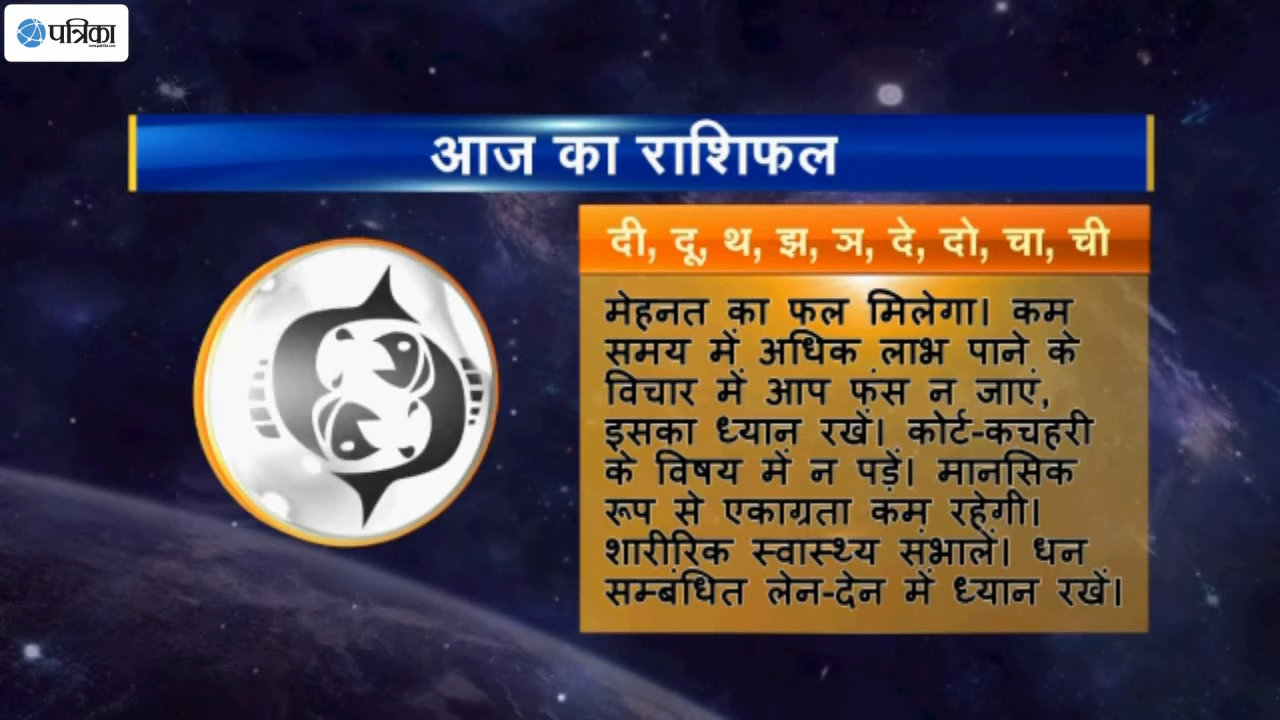 पत्रिका
आज का राशिफल
दी, दू, थ, झ, ञ, दे, दो, चा, ची
मेहनत का फल मिलेगा। कम
समय में अधिक लाभ पाने के
विचार में आप फ़ंस न जाएं,
इसका ध्यान रखें। कोर्ट-कचहरी
के विषय में न पड़ें। मानसिक
रूप से एकाग्रता कम रहेगी।
शारीरिक स्वास्थ्य संभालें। धन
सम्बंधित लेन-देन में ध्यान रखें।